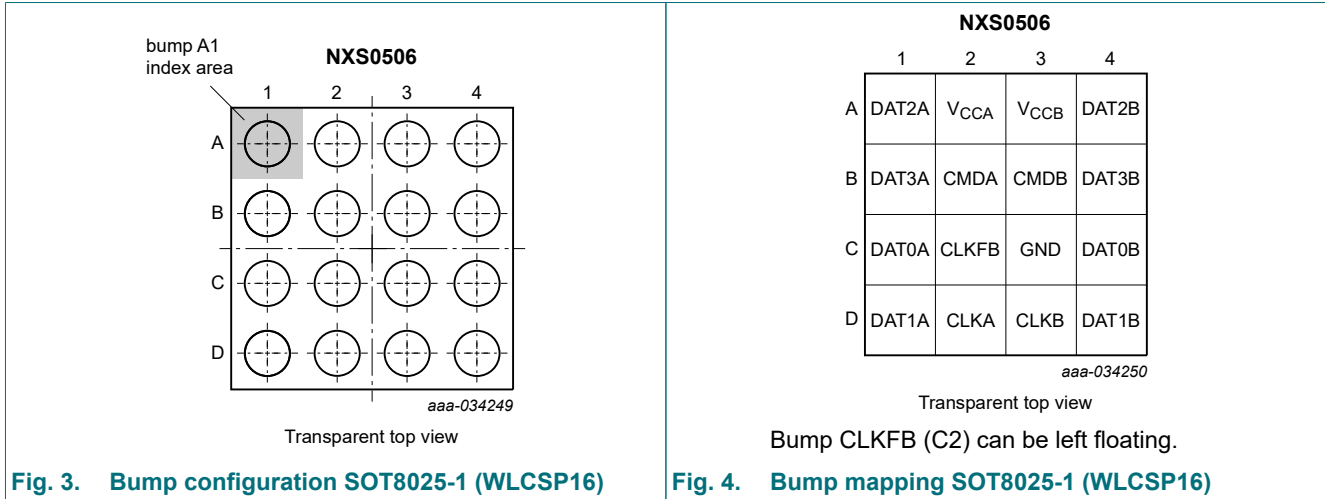 bump A1
index area
NXS0506
1 2 3 4
A
B
C
D
aaa-034249
Transparent top view
Fig. 3. Bump configuration SOT8025-1 (WLCSP16)
NXS0506
1 2 3 4
A DAT2A VCCA VCCB DAT2B
B DAT3A CMDA CMDB DAT3B
C DAT0A CLKFB GND DAT0B
D DAT1A CLKA CLKB DAT1B
aaa-034250
Transparent top view
Bump CLKFB (C2) can be left floating.
Fig. 4. Bump mapping SOT8025-1 (WLCSP16)